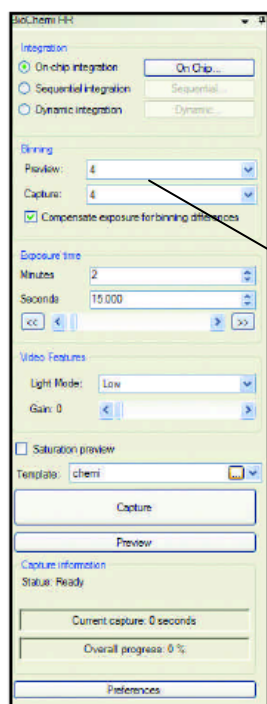 BioChemi HR
Integration
On-chip integration On Chip...
Sequential integration Sequential...
Dynamic integration Dynamic...
Binning
Preview: 4
Capture: 4
Compensate exposure for binning differences
Exposure time
Minutes 2
Seconds 15.000
<< >>
Video Features
Light Mode: Low
Gain: 0
Saturation preview
Template: chemi ...
Capture
Preview
Capture information
Status: Ready
Current capture: 0 seconds
Overall progress: 0 %
Preferences